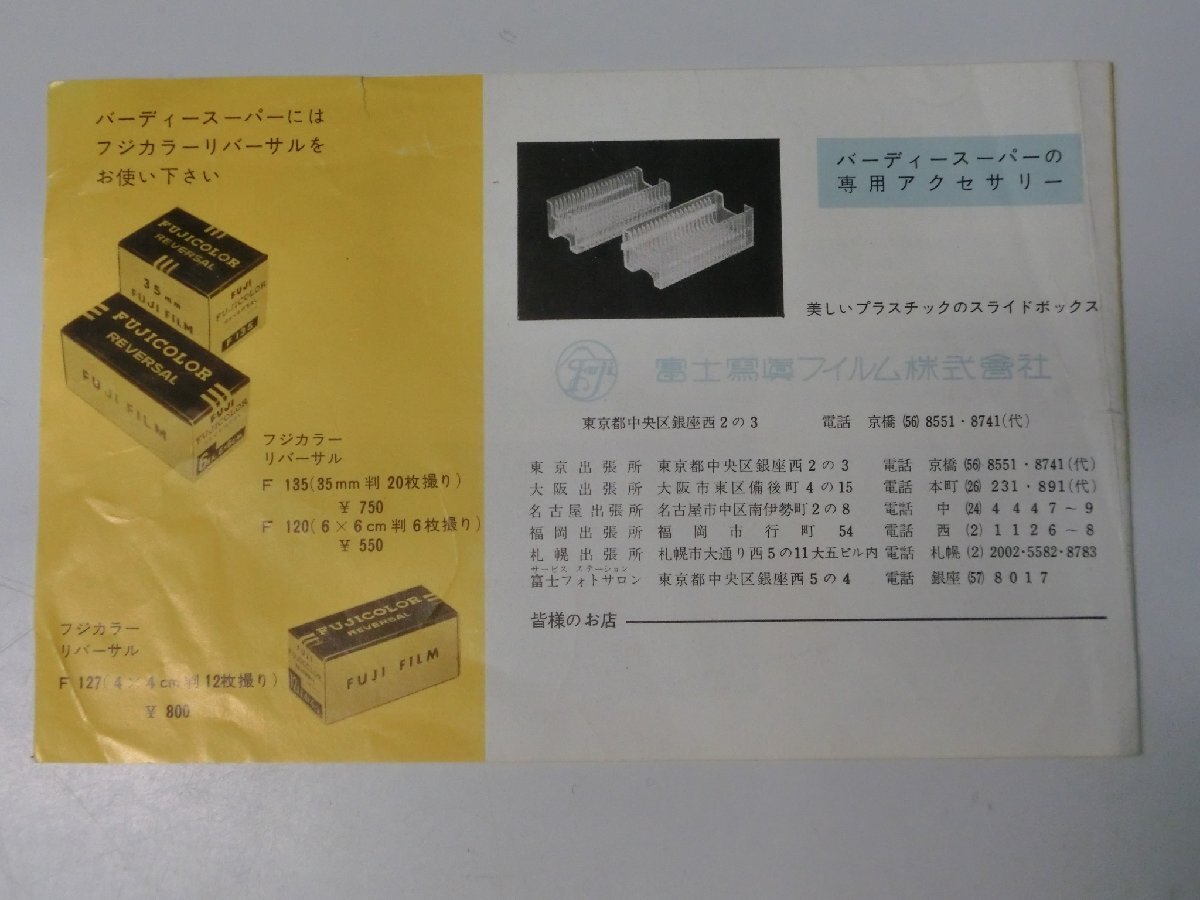 バーディースーパーには
フジカラーリバーサルを
お使い下さい
FUJICOLOR
REVERSAL
35mm
FUJI FILM
FUJI
FUJICOLOR
REVERSAL
F135
FUJICOLOR
REVERSAL
FUJI FILM
FUJI
フジカラー
リバーサル
F 135(35mm判 20枚撮り)
¥ 750
F 120(6×6cm判 6枚撮り)
¥ 550
フジカラー
リバーサル
F 127(4×4cm判12枚撮り)
¥ 800
FUJICOLOR
REVERSAL
FUJI FILM
バーディースーパーの
専用アクセサリー
美しいプラスチックのスライドボックス
Fuji 富士寫眞フイルム株式會社
東京都中央区銀座西2の3 電話 京橋(56)8551・8741(代)
東京出張所 東京都中央区銀座西2の3 電話 京橋(56)8551・8741(代)
大阪出張所 大阪市東区備後町4の15 電話 本町(26)231・891(代)
名古屋出張所 名古屋市中区南伊勢町2の8 電話 中(24)4447~9
福岡出張所 福岡市行町54 電話 西(2)1126~8
札幌出張所 札幌市大通り西5の11大五ビル内 電話 札幌(2)2002・5582・8783
サービスステーション
富士フォトサロン 東京都中央区銀座西5の4 電話 銀座(57)8017
皆様のお店